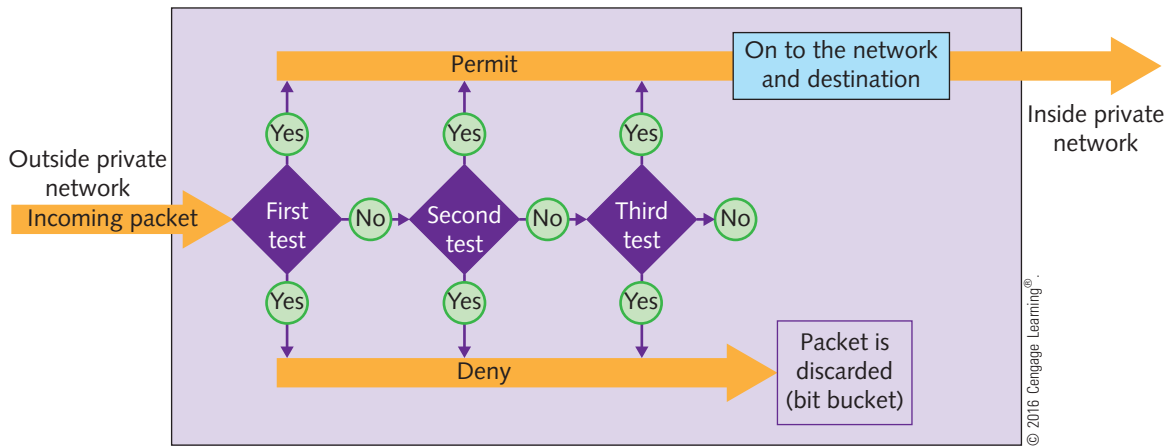 Permit
On to the network
and destination
Yes
Yes
Yes
Inside private
network
Outside private
network
Incoming packet
First
test
No
Second
test
No
Third
test
No
Yes
Yes
Yes
Deny
Packet is
discarded
(bit bucket)
© 2016 Cengage Learning®.